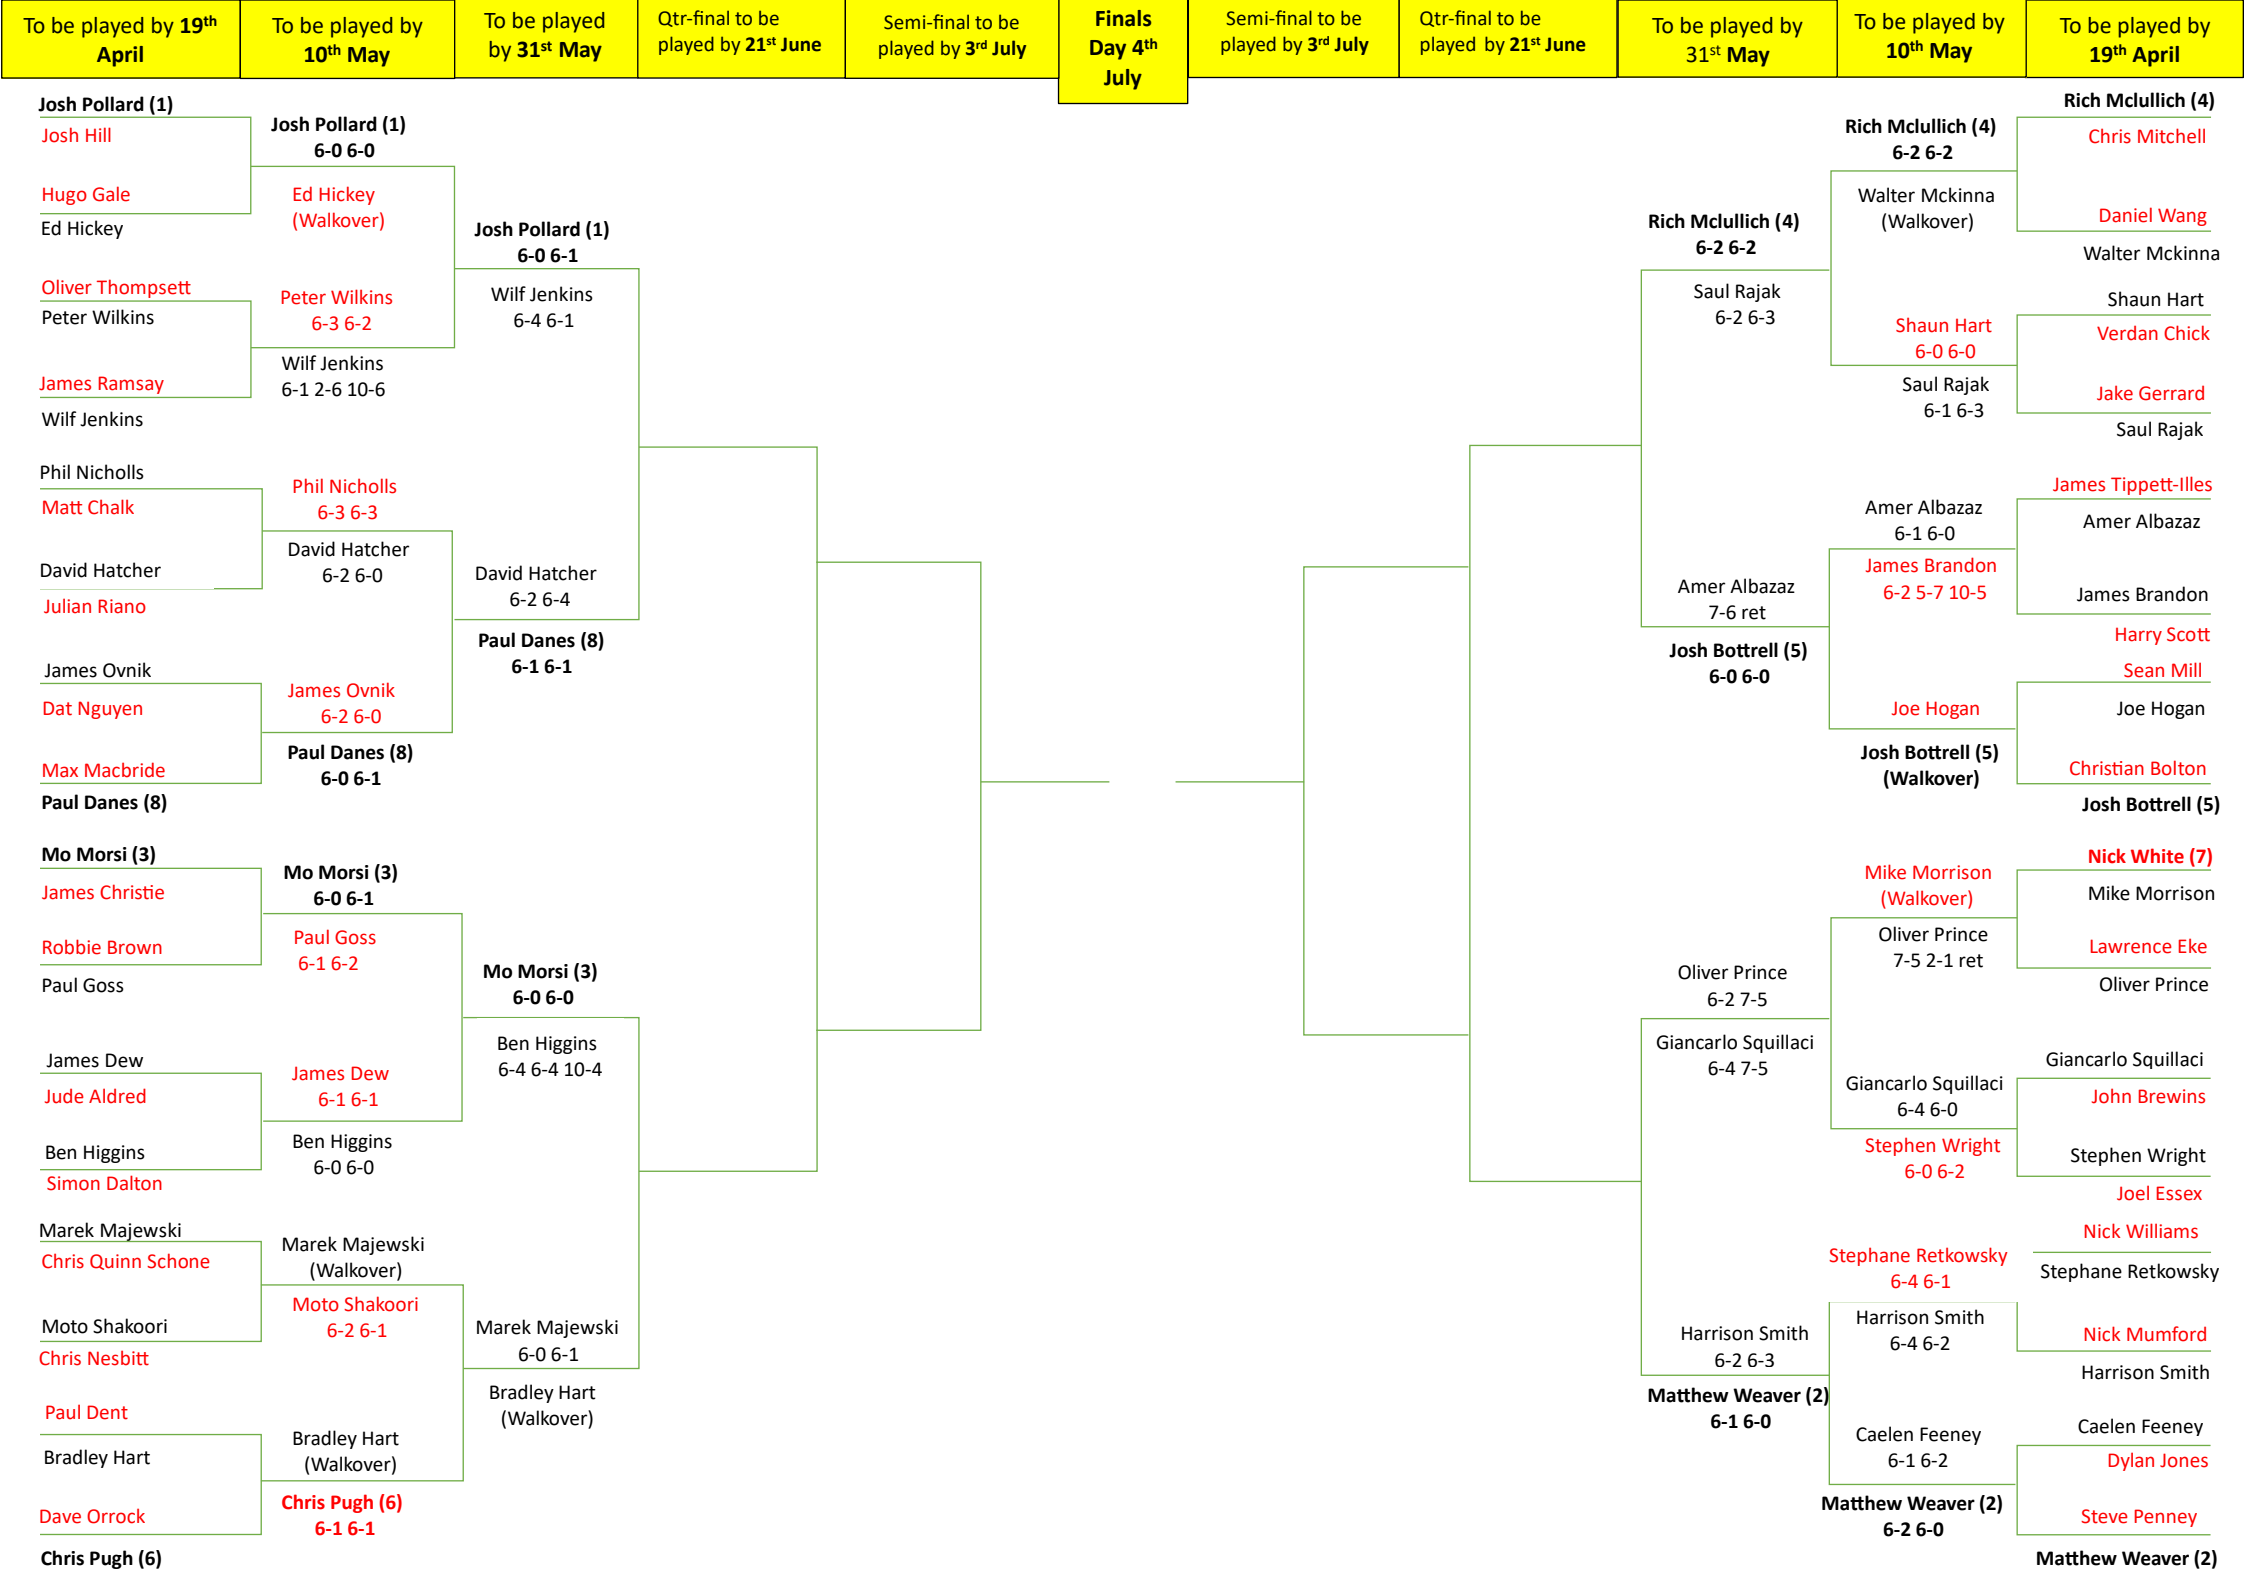 To be played by 19th
April
To be played by
10th May
To be played
by 31st May
Qtr-final to be
played by 21st June
Semi-final to be
played by 3rd July
Finals
Day 4th
July
Semi-final to be
played by 3rd July
Qtr-final to be
played by 21st June
To be played by
31st May
To be played by
10th May
To be played by
19th April
Josh Pollard (1)
Josh Hill
Hugo Gale
Ed Hickey
Oliver Thompsett
Peter Wilkins
James Ramsay
Wilf Jenkins
Phil Nicholls
Matt Chalk
David Hatcher
Julian Riano
James Ovnik
Dat Nguyen
Max Macbride
Paul Danes (8)
Mo Morsi (3)
James Christie
Robbie Brown
Paul Goss
James Dew
Jude Aldred
Ben Higgins
Simon Dalton
Marek Majewski
Chris Quinn Schone
Moto Shakoori
Chris Nesbitt
Paul Dent
Bradley Hart
Dave Orrock
Chris Pugh (6)
Josh Pollard (1)
6-0 6-0
Ed Hickey
(Walkover)
Peter Wilkins
6-3 6-2
Wilf Jenkins
6-1 2-6 10-6
Phil Nicholls
6-3 6-3
David Hatcher
6-2 6-0
James Ovnik
6-2 6-0
Paul Danes (8)
6-0 6-1
Mo Morsi (3)
6-0 6-1
Paul Goss
6-1 6-2
James Dew
6-1 6-1
Ben Higgins
6-0 6-0
Marek Majewski
(Walkover)
Moto Shakoori
6-2 6-1
Bradley Hart
(Walkover)
Chris Pugh (6)
6-1 6-1
Josh Pollard (1)
6-0 6-1
Wilf Jenkins
6-4 6-1
David Hatcher
6-2 6-4
Paul Danes (8)
6-1 6-1
Mo Morsi (3)
6-0 6-0
Ben Higgins
6-4 6-4 10-4
Marek Majewski
6-0 6-1
Bradley Hart
(Walkover)
Rich Mclullich (4)
6-2 6-2
Saul Rajak
6-2 6-3
Amer Albazaz
7-6 ret
Josh Bottrell (5)
6-0 6-0
Oliver Prince
6-2 7-5
Giancarlo Squillaci
6-4 7-5
Harrison Smith
6-2 6-3
Matthew Weaver (2)
6-1 6-0
Rich Mclullich (4)
6-2 6-2
Walter Mckinna
(Walkover)
Shaun Hart
6-0 6-0
Saul Rajak
6-1 6-3
Amer Albazaz
6-1 6-0
James Brandon
6-2 5-7 10-5
Joe Hogan
Josh Bottrell (5)
(Walkover)
Mike Morrison
(Walkover)
Oliver Prince
7-5 2-1 ret
Giancarlo Squillaci
6-4 6-0
Stephen Wright
6-0 6-2
Stephane Retkowsky
6-4 6-1
Harrison Smith
6-4 6-2
Caelen Feeney
6-1 6-2
Matthew Weaver (2)
6-2 6-0
Rich Mclullich (4)
Chris Mitchell
Daniel Wang
Walter Mckinna
Shaun Hart
Verdan Chick
Jake Gerrard
Saul Rajak
James Tippett-Illes
Amer Albazaz
James Brandon
Harry Scott
Sean Mill
Joe Hogan
Christian Bolton
Josh Bottrell (5)
Nick White (7)
Mike Morrison
Lawrence Eke
Oliver Prince
Giancarlo Squillaci
John Brewins
Stephen Wright
Joel Essex
Nick Williams
Stephane Retkowsky
Nick Mumford
Harrison Smith
Caelen Feeney
Dylan Jones
Steve Penney
Matthew Weaver (2)